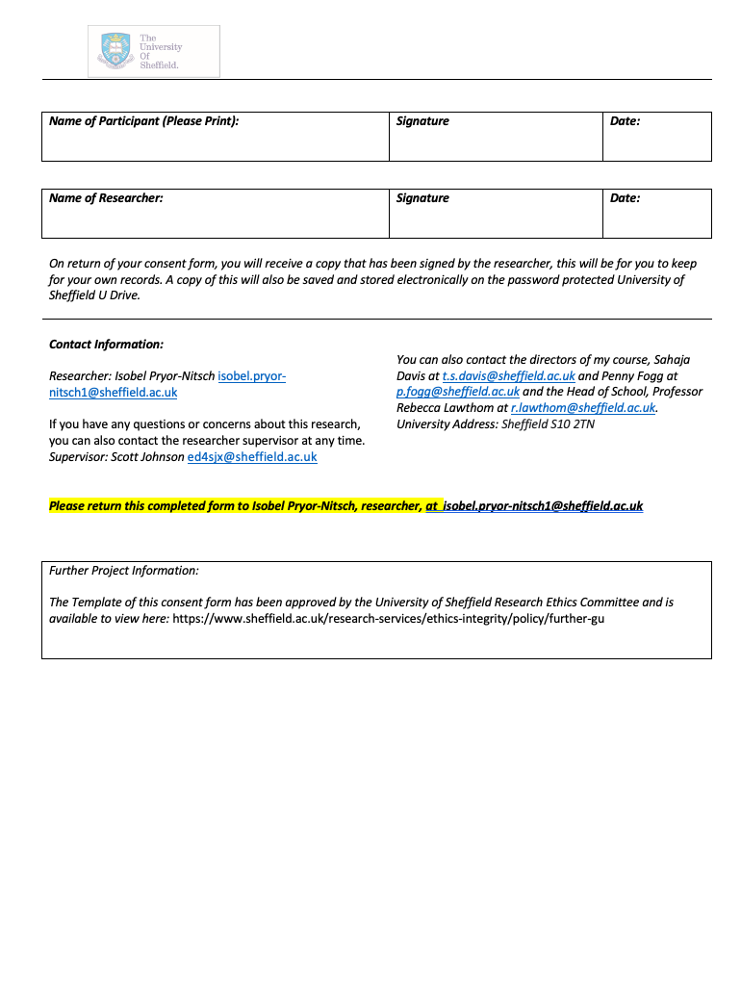 The
University
Of
Sheffield.
Name of Participant (Please Print):
Signature
Date:
Name of Researcher:
Signature
Date:
On return of your consent form, you will receive a copy that has been signed by the researcher, this will be for you to keep
for your own records. A copy of this will also be saved and stored electronically on the password protected University of
Sheffield U Drive.
Contact Information:
Researcher: Isobel Pryor-Nitsch isobel.pryor-
nitsch1@sheffield.ac.uk
If you have any questions or concerns about this research,
you can also contact the researcher supervisor at any time.
Supervisor: Scott Johnson ed4sjx@sheffield.ac.uk
You can also contact the directors of my course, Sahaja
Davis at t.s.davis@sheffield.ac.uk and Penny Fogg at
p.fogg@sheffield.ac.uk and the Head of School, Professor
Rebecca Lawthom at r.lawthom@sheffield.ac.uk.
University Address: Sheffield S10 2TN
Please return this completed form to Isobel Pryor-Nitsch, researcher, at isobel.pryor-nitsch1@sheffield.ac.uk
Further Project Information:
The Template of this consent form has been approved by the University of Sheffield Research Ethics Committee and is
available to view here: https://www.sheffield.ac.uk/research-services/ethics-integrity/policy/further-gu